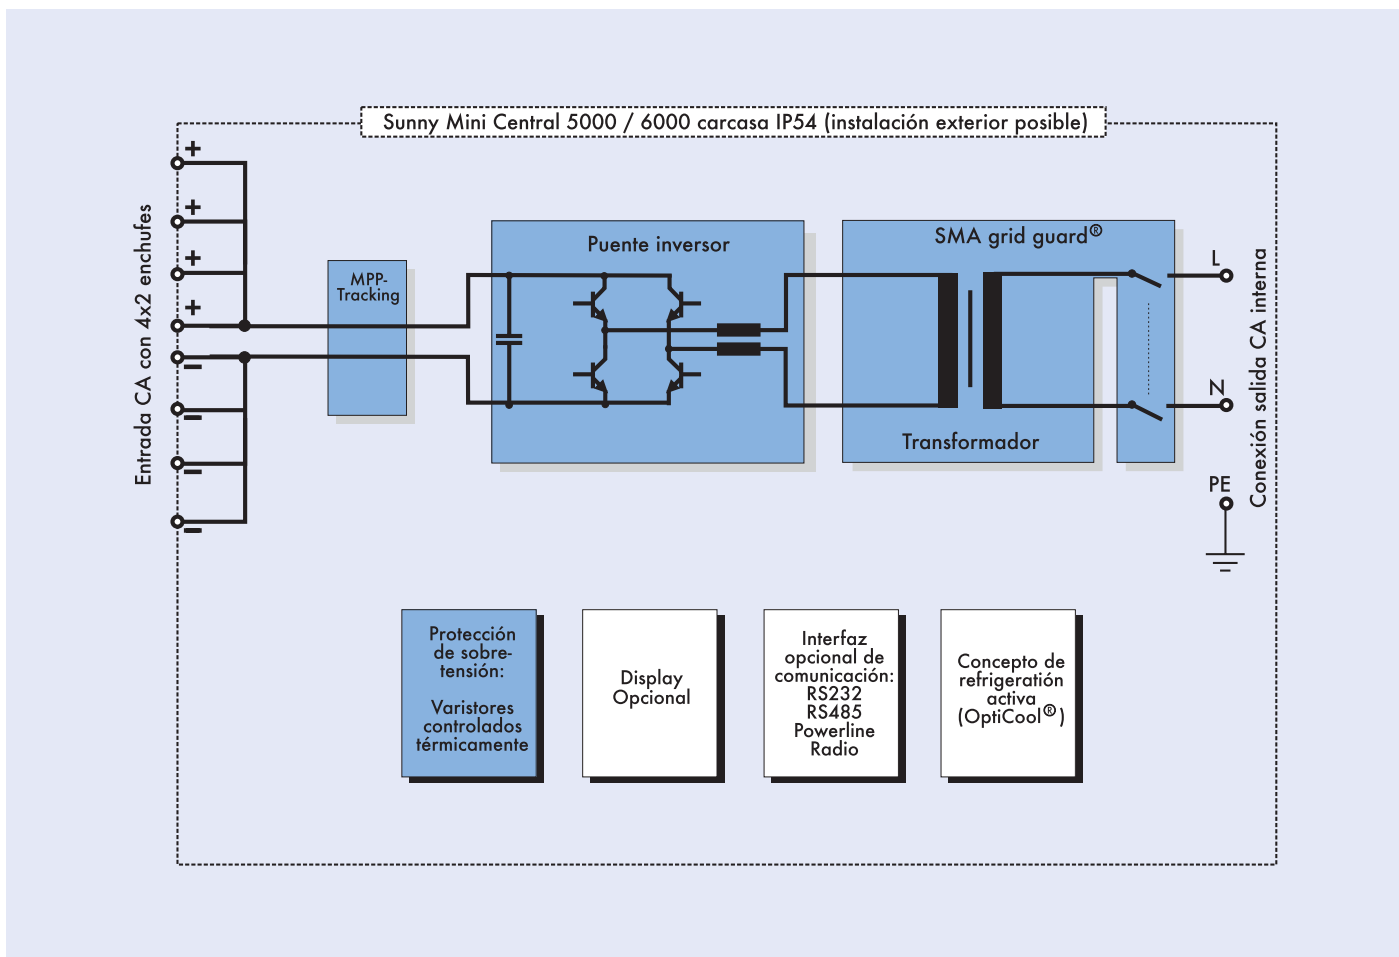 Sunny Mini Central 5000 / 6000 carcasa IP54 (instalación exterior posible)
Entrada CA con 4x2 enchufes
+
+
+
+
–
–
–
–
MPP-
Tracking
Puente inversor
SMA grid guard®
Transformador
L
N
PE
Conexión salida CA interna
Protección
de sobre-
tensión:
Varistores
controlados
térmicamente
Display
Opcional
Interfaz
opcional de
comunicación:
RS232
RS485
Powerline
Radio
Concepto de
refrigeratión
activa
(OptiCool®)